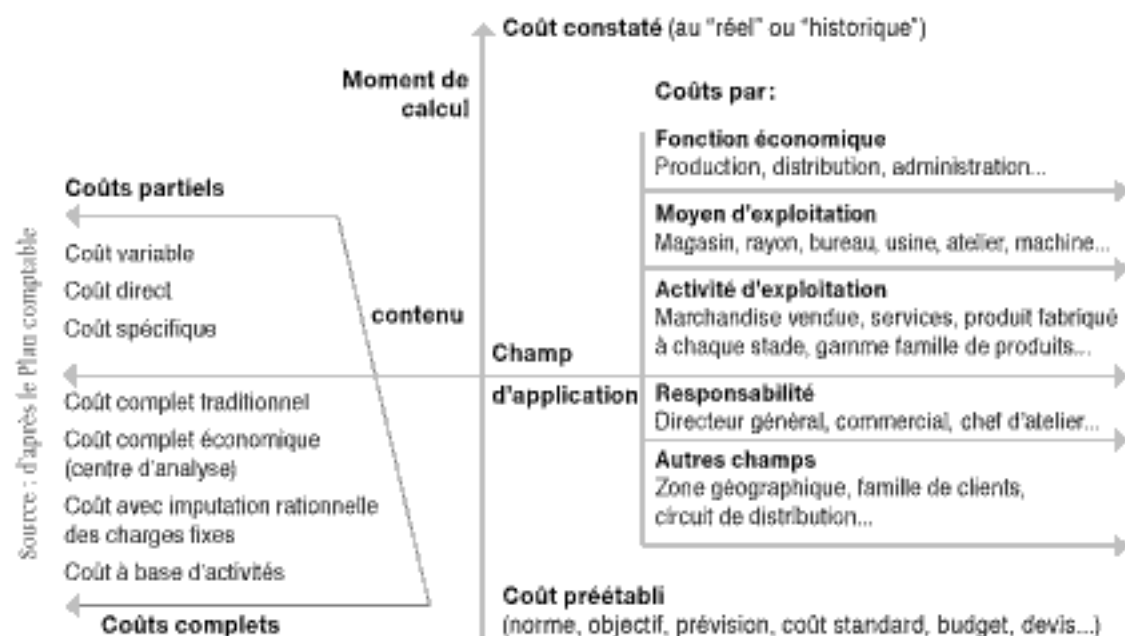 Coût constaté (au "réel" ou "historique")
Moment de
calcul
Coûts par :
Fonction économique
Production, distribution, administration...
Coûts partiels
Moyen d'exploitation
Magasin, rayon, bureau, usine, atelier, machine...
Coût variable
Coût direct
Coût spécifique
contenu
Activité d'exploitation
Marchandise vendue, services, produit fabriqué
à chaque stade, gamme famille de produits...
Champ
d'application
Coût complet traditionnel
Coût complet économique
(centre d'analyse)
Coût avec imputation rationnelle
des charges fixes
Coût à base d'activités
Coûts complets
Responsabilité
Directeur général, commercial, chef d'atelier...
Autres champs
Zone géographique, famille de clients,
circuit de distribution...
Coût préétabli
(norme, objectif, prévision, coût standard, budget, devis...)
Source : d'après le Plan comptable